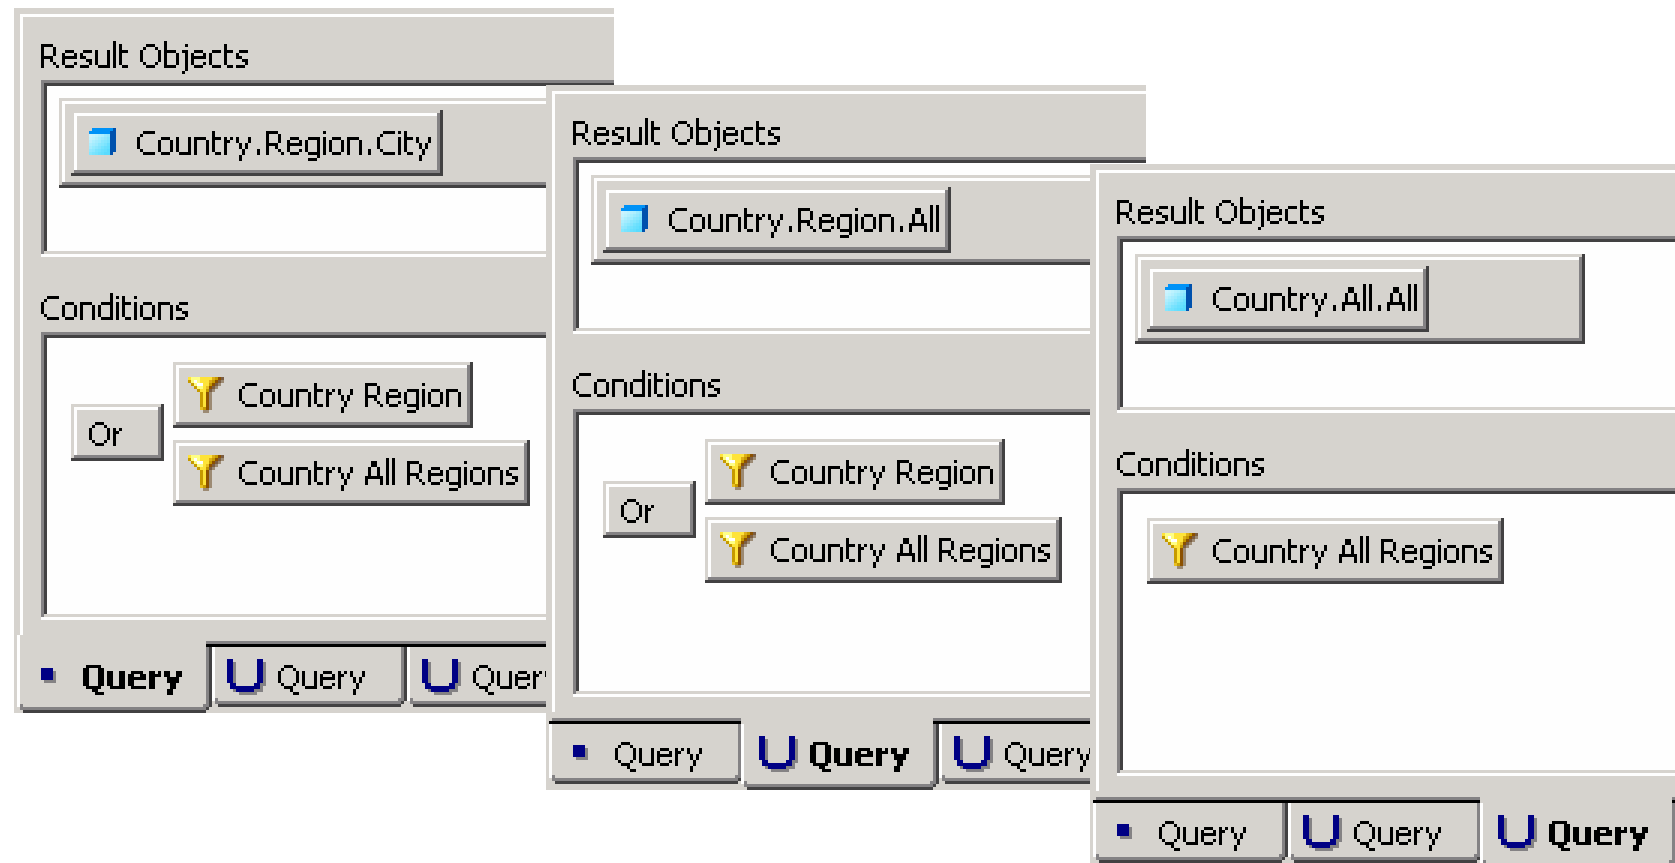 Result Objects
Country.Region.City
Conditions
Or
Country Region
Country All Regions
Query
Query
Result Objects
Country.Region.All
Conditions
Or
Country Region
Country All Regions
Query
Query
Query
Result Objects
Country.All.All
Conditions
Country All Regions
Query
Query
Query